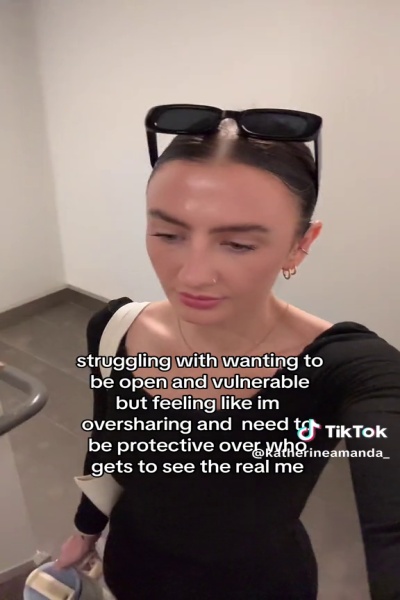 struggling with wanting to
be open and vulnerable
but feeling like im
oversharing and need to
be protective over who
gets to see the real me
TikTok
@katherineamanda_